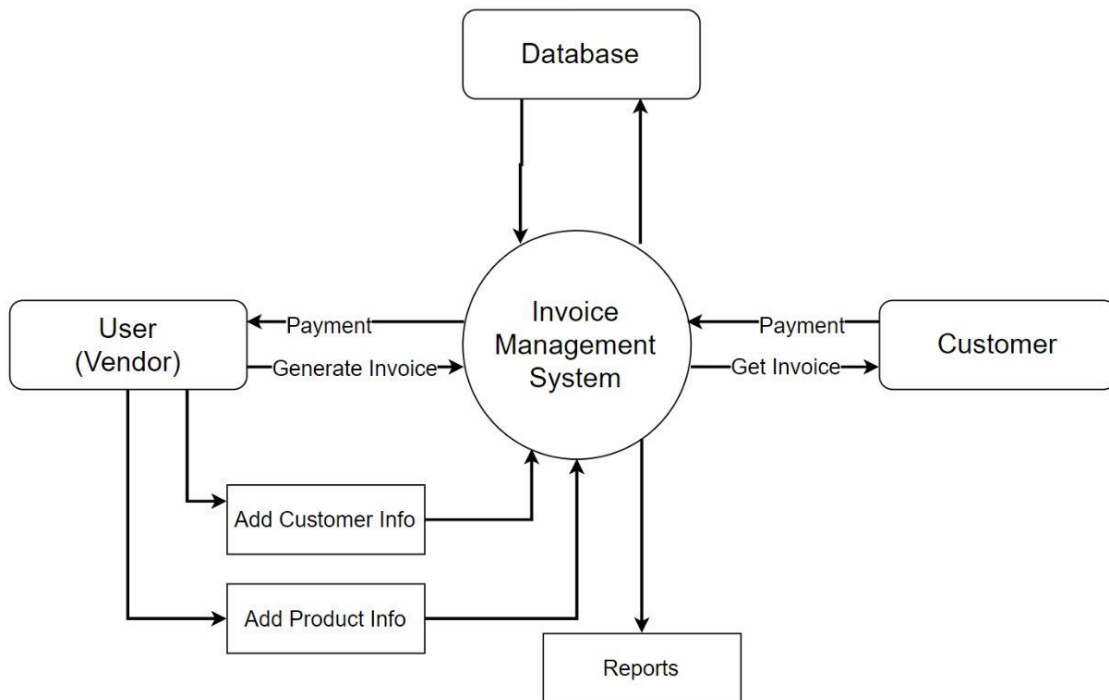 Database
Invoice
Management
System
User
(Vendor)
Payment
Generate Invoice
Payment
Get Invoice
Customer
Add Customer Info
Add Product Info
Reports